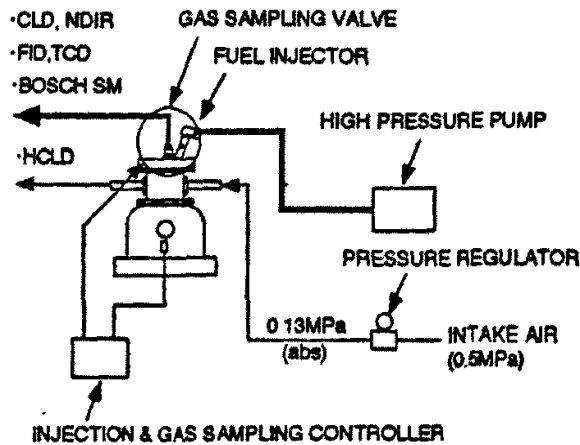 ·CLD, NDIR
·FID,TCD
·BOSCH SM
GAS SAMPLING VALVE
FUEL INJECTOR
HIGH PRESSURE PUMP
·HCLD
PRESSURE REGULATOR
0 13MPa
(abs)
INTAKE AIR
(0.5MPa)
INJECTION & GAS SAMPLING CONTROLLER